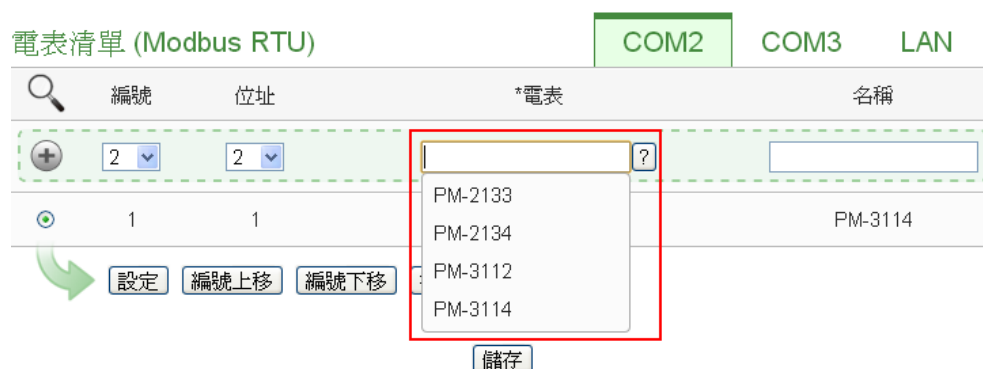 電表清單 (Modbus RTU) COM2 COM3 LAN
編號 位址 *電表 名稱
2 2 ?
PM-2133
PM-2134
1 1 PM-3114
PM-3112
設定 編號上移 編號下移
PM-3114
儲存